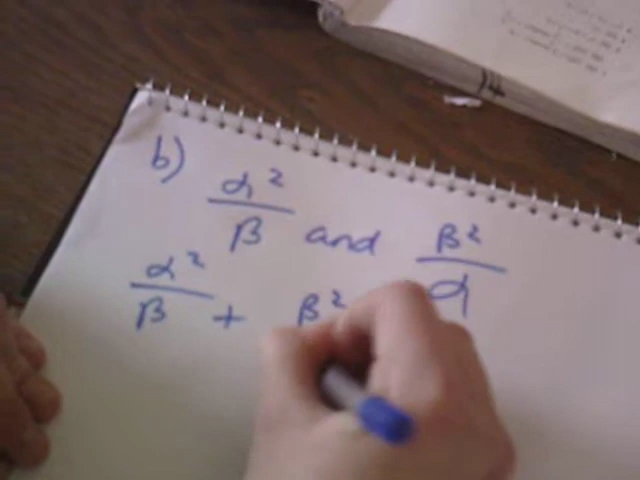 b) α²/β and β²/α
α²/β + β²